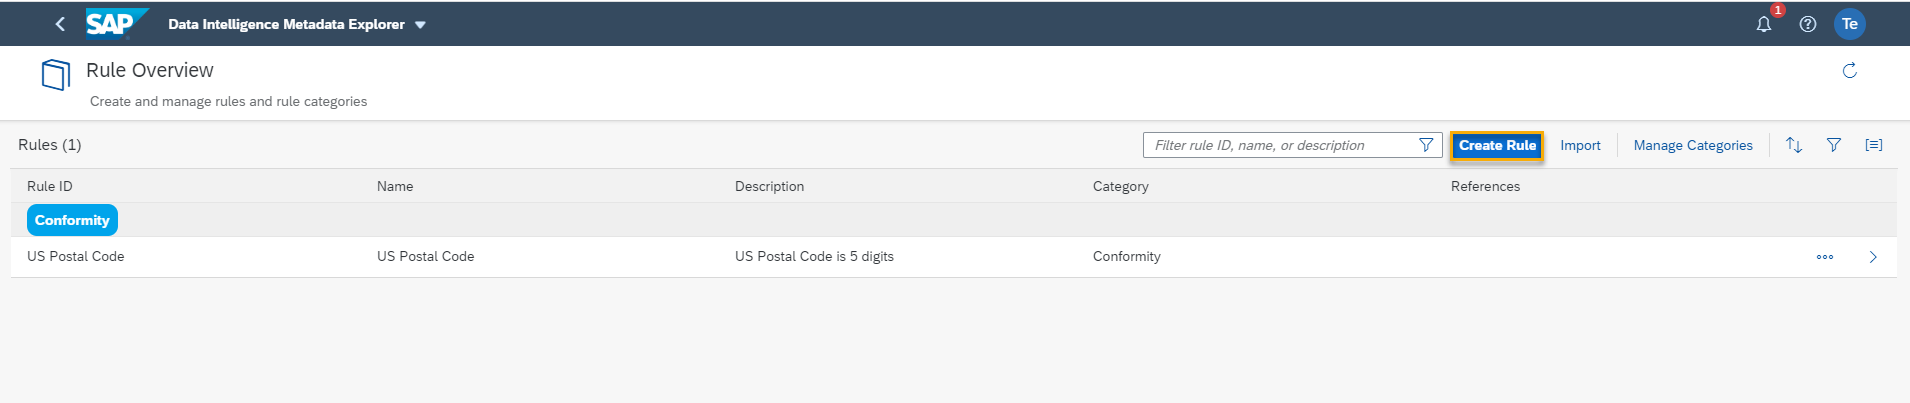 SAP Data Intelligence Metadata Explorer 1 Te
Rule Overview
Create and manage rules and rule categories
Rules (1) Filter rule ID, name, or description Create Rule Import Manage Categories
Rule ID Name Description Category References
Conformity
US Postal Code US Postal Code US Postal Code is 5 digits Conformity